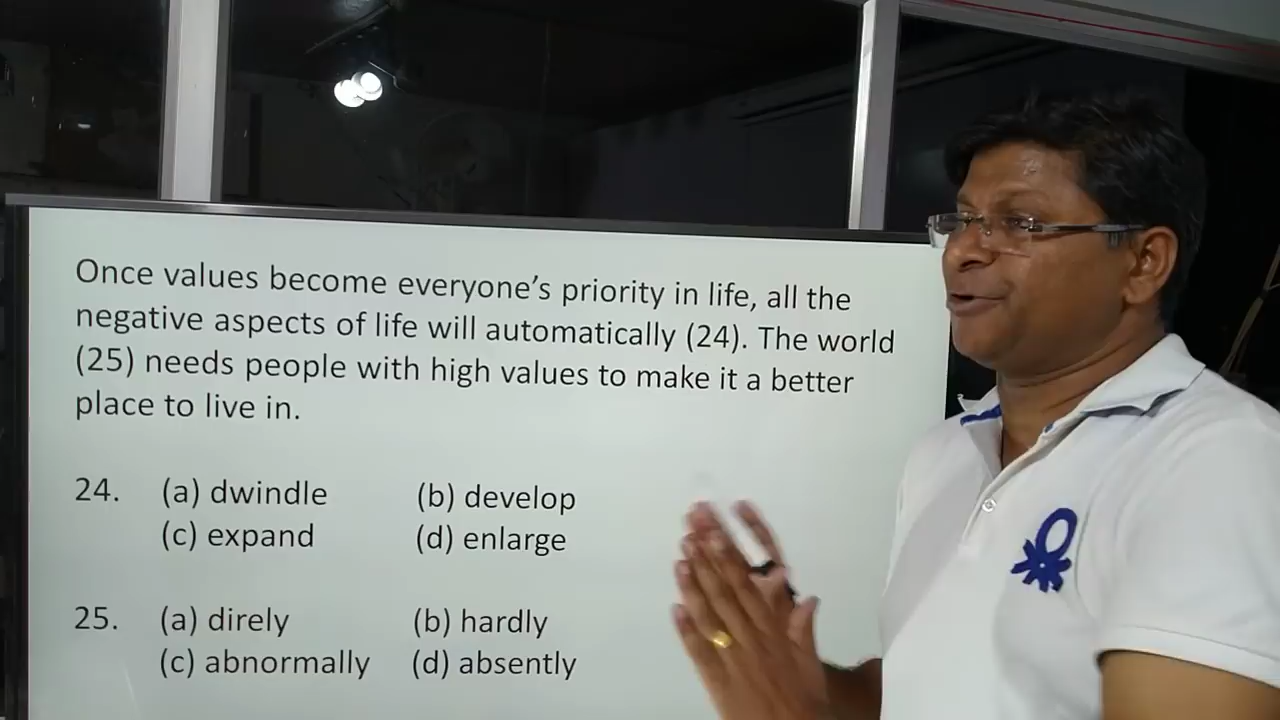 Once values become everyone's priority in life, all the
negative aspects of life will automatically (24). The world
(25) needs people with high values to make it a better
place to live in.
24. (a) dwindle (b) develop
(c) expand (d) enlarge
25. (a) direly (b) hardly
(c) abnormally (d) absently